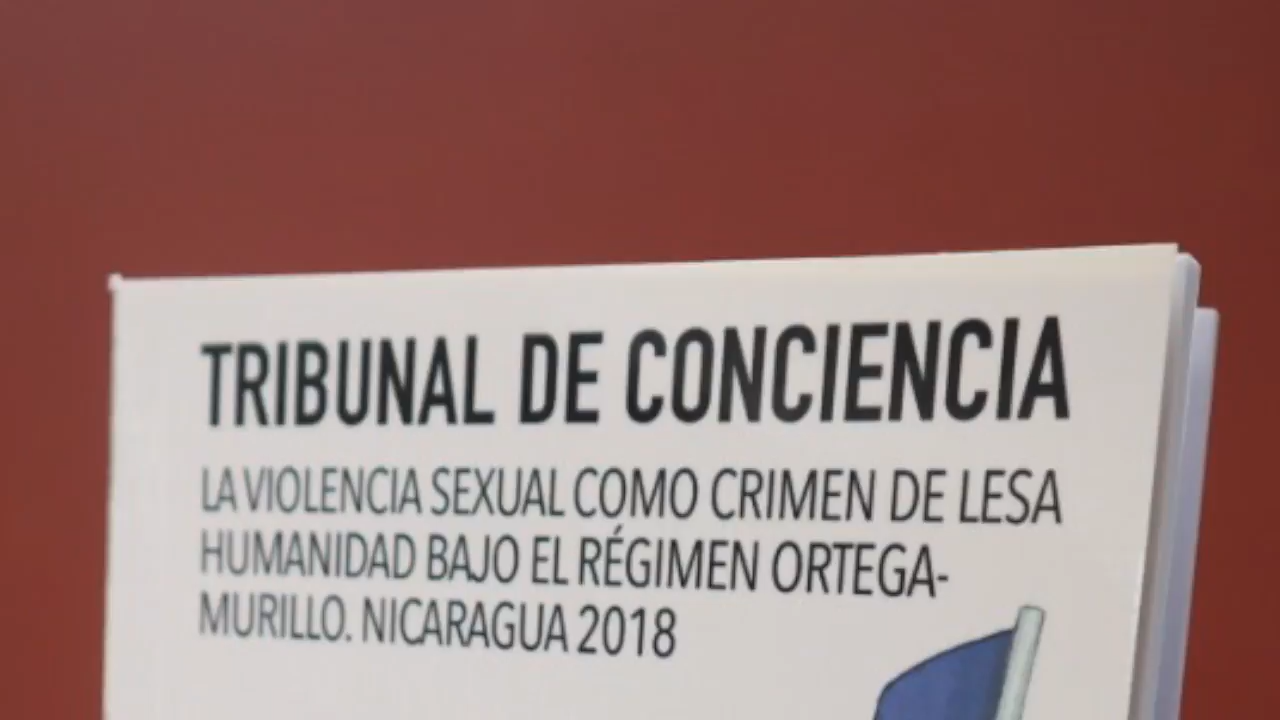 TRIBUNAL DE CONCIENCIA
LA VIOLENCIA SEXUAL COMO CRIMEN DE LESA
HUMANIDAD BAJO EL RÉGIMEN ORTEGA-
MURILLO. NICARAGUA 2018